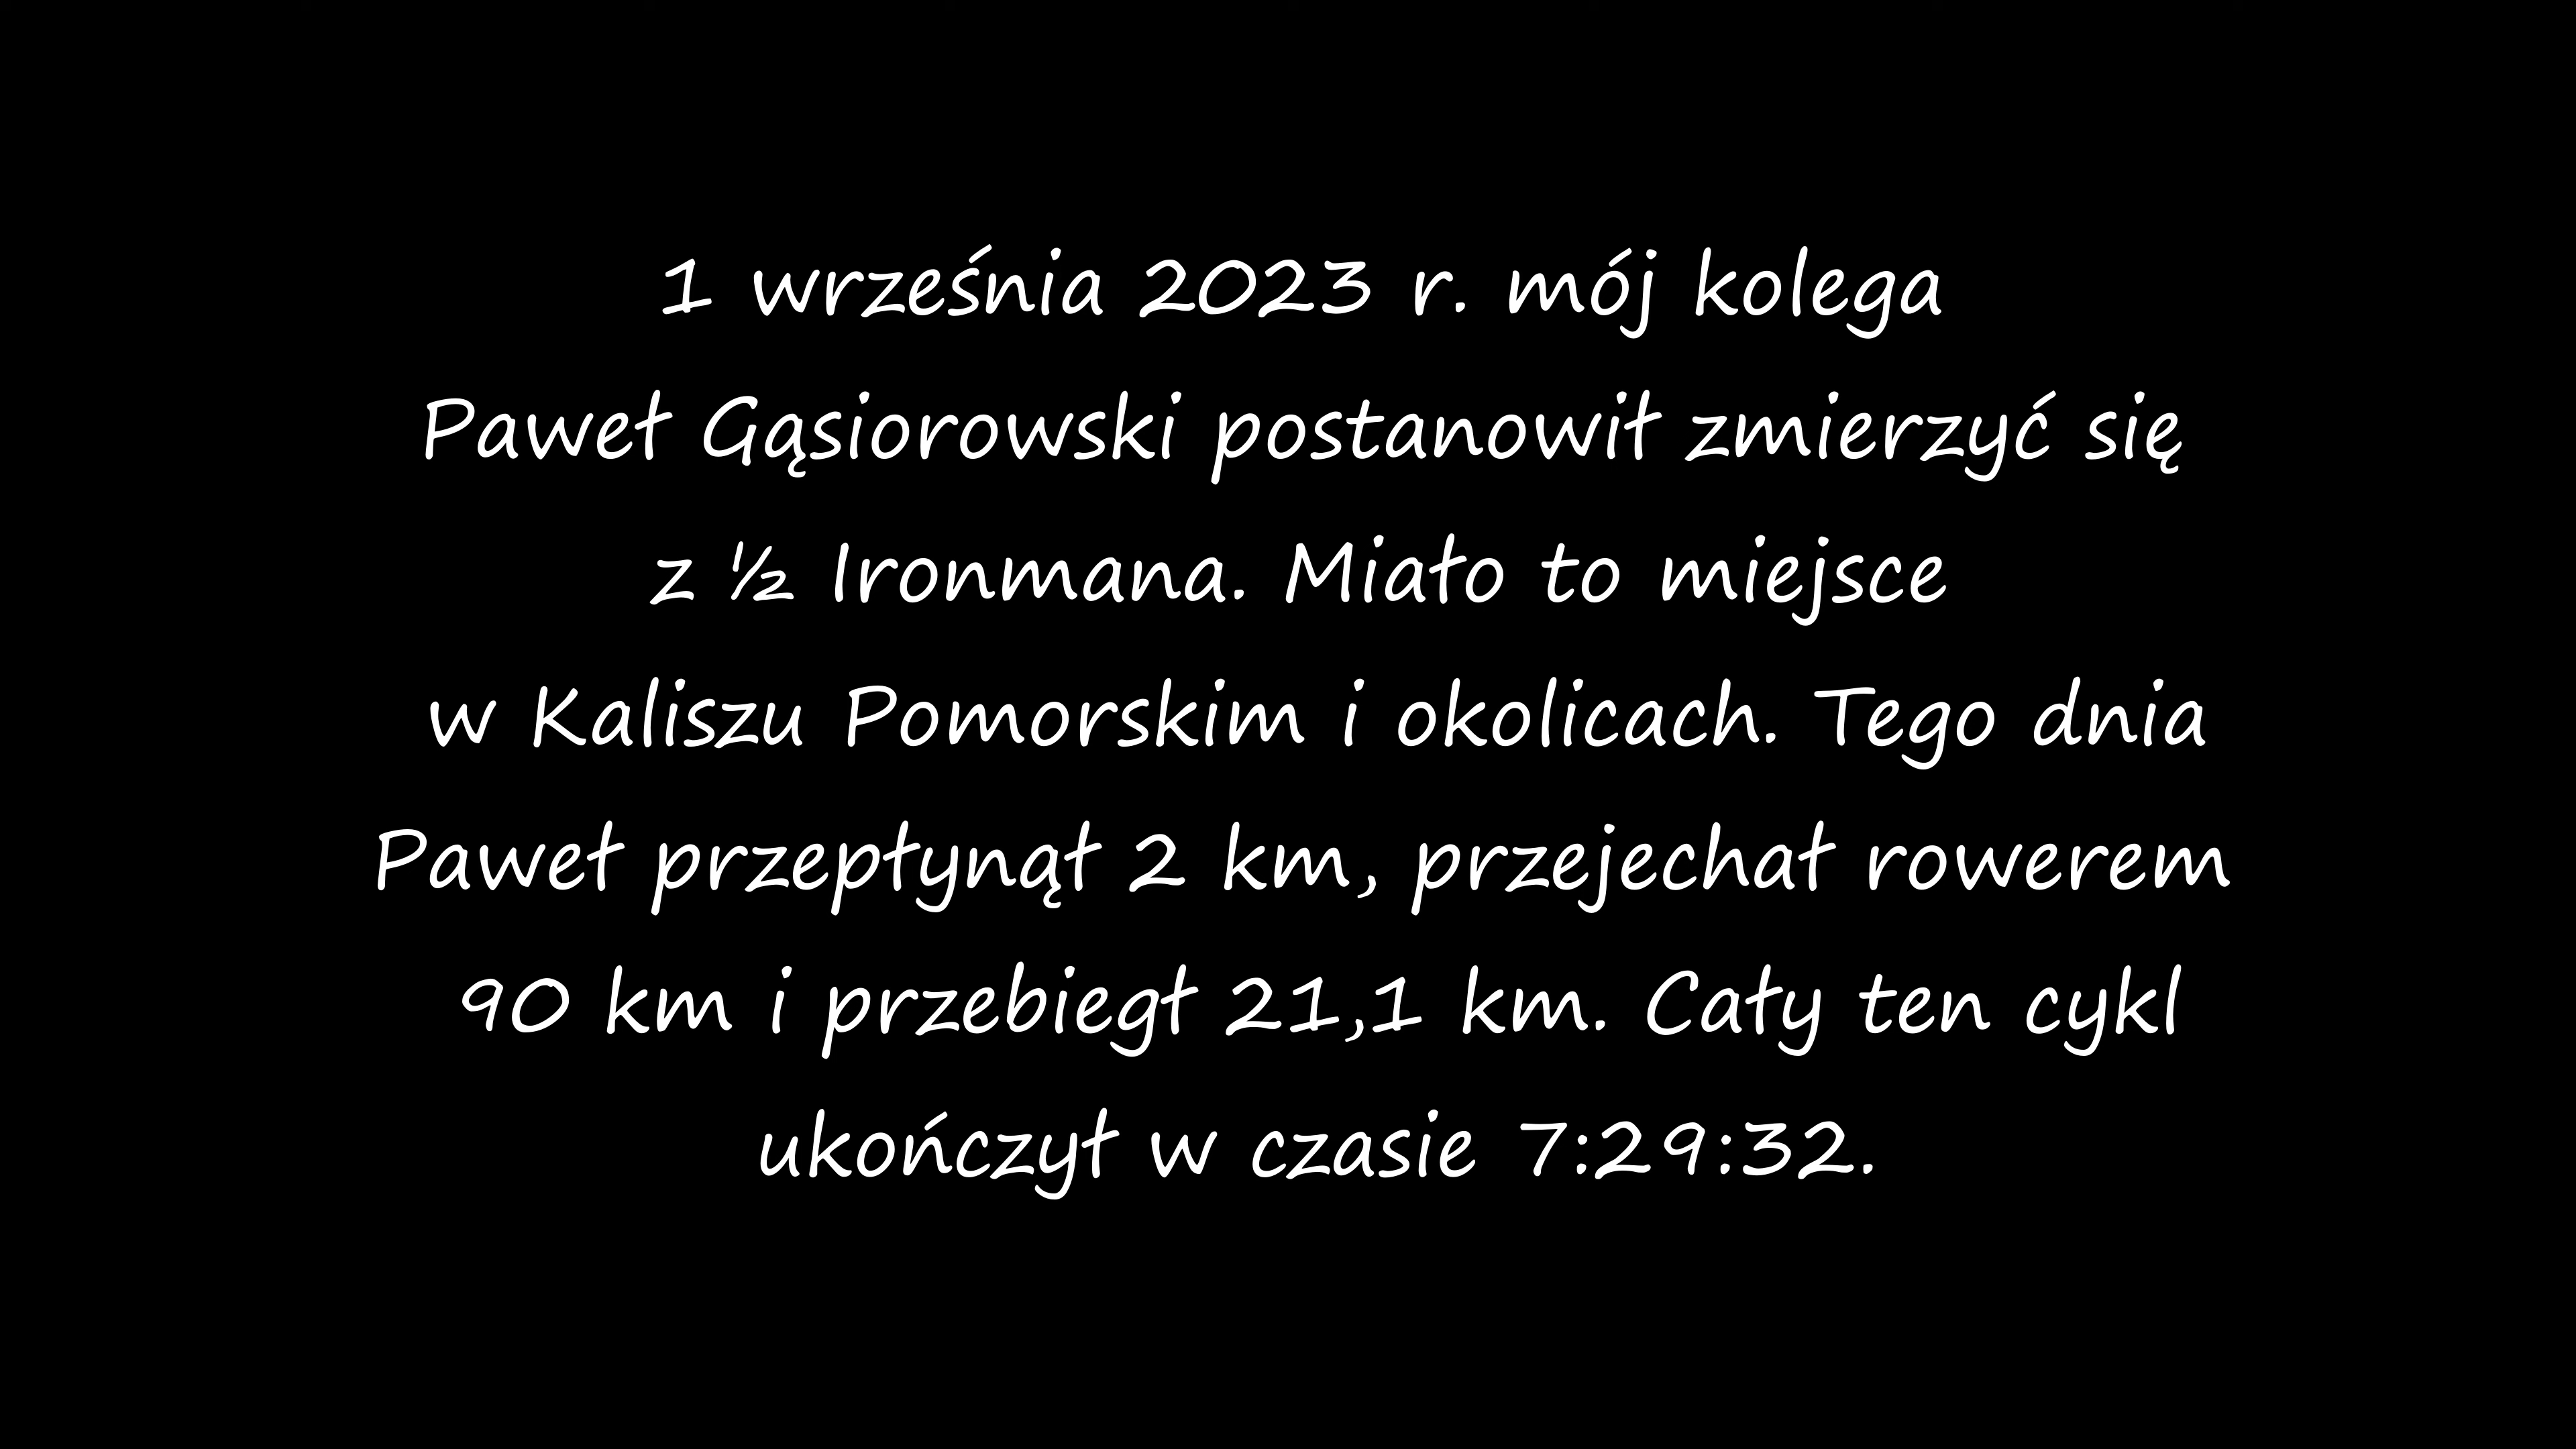 1 września 2023 r. mój kolega
Paweł Gąsiorowski postanowił zmierzyć się
z ½ Ironmana. Miało to miejsce
w Kaliszu Pomorskim i okolicach. Tego dnia
Paweł przepłynął 2 km, przejechał rowerem
90 km i przebiegł 21,1 km. Cały ten cykl
ukończył w czasie 7:29:32.